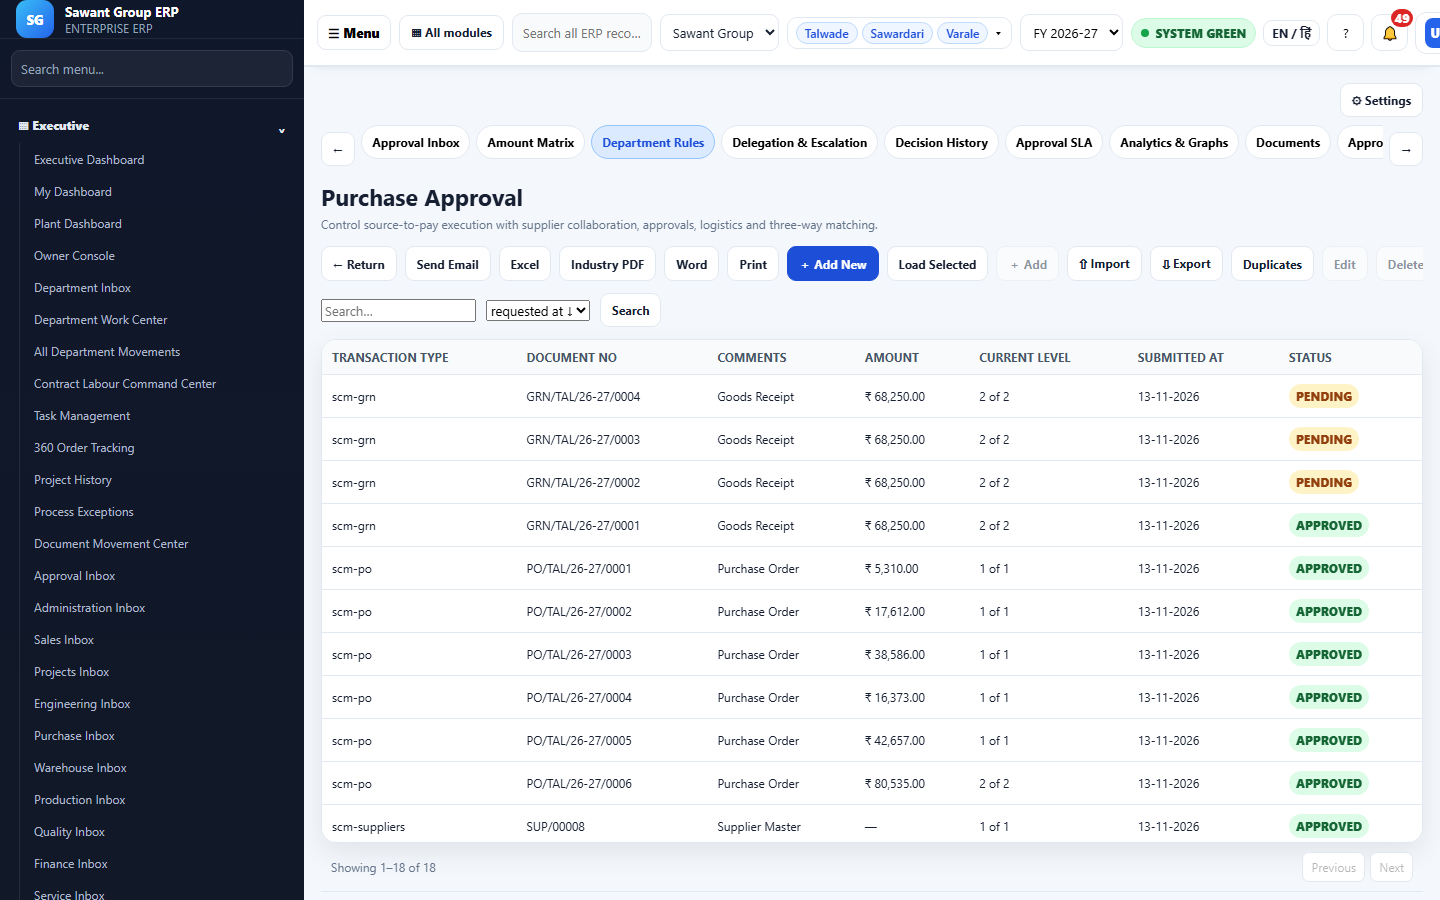 SG
Sawant Group ERP
ENTERPRISE ERP
Search menu...
Executive
Executive Dashboard
My Dashboard
Plant Dashboard
Owner Console
Department Inbox
Department Work Center
All Department Movements
Contract Labour Command Center
Task Management
360 Order Tracking
Project History
Process Exceptions
Document Movement Center
Approval Inbox
Administration Inbox
Sales Inbox
Projects Inbox
Engineering Inbox
Purchase Inbox
Warehouse Inbox
Production Inbox
Quality Inbox
Finance Inbox
Service Inbox
☰ Menu
All modules
Search all ERP reco...
Sawant Group
Talwade Sawardari Varale
FY 2026-27
SYSTEM GREEN
EN / हिं
?
49
U
⚙ Settings
←
Approval Inbox
Amount Matrix
Department Rules
Delegation & Escalation
Decision History
Approval SLA
Analytics & Graphs
Documents
Appro
→
Purchase Approval
Control source-to-pay execution with supplier collaboration, approvals, logistics and three-way matching.
← Return
Send Email
Excel
Industry PDF
Word
Print
+ Add New
Load Selected
+ Add
⇧ Import
⇩ Export
Duplicates
Edit
Delete
Search...
requested at ↓
Search
TRANSACTION TYPE DOCUMENT NO COMMENTS AMOUNT CURRENT LEVEL SUBMITTED AT STATUS
scm-grn GRN/TAL/26-27/0004 Goods Receipt ₹ 68,250.00 2 of 2 13-11-2026 PENDING
scm-grn GRN/TAL/26-27/0003 Goods Receipt ₹ 68,250.00 2 of 2 13-11-2026 PENDING
scm-grn GRN/TAL/26-27/0002 Goods Receipt ₹ 68,250.00 2 of 2 13-11-2026 PENDING
scm-grn GRN/TAL/26-27/0001 Goods Receipt ₹ 68,250.00 2 of 2 13-11-2026 APPROVED
scm-po PO/TAL/26-27/0001 Purchase Order ₹ 5,310.00 1 of 1 13-11-2026 APPROVED
scm-po PO/TAL/26-27/0002 Purchase Order ₹ 17,612.00 1 of 1 13-11-2026 APPROVED
scm-po PO/TAL/26-27/0003 Purchase Order ₹ 38,586.00 1 of 1 13-11-2026 APPROVED
scm-po PO/TAL/26-27/0004 Purchase Order ₹ 16,373.00 1 of 1 13-11-2026 APPROVED
scm-po PO/TAL/26-27/0005 Purchase Order ₹ 42,657.00 1 of 1 13-11-2026 APPROVED
scm-po PO/TAL/26-27/0006 Purchase Order ₹ 80,535.00 2 of 2 13-11-2026 APPROVED
scm-suppliers SUP/00008 Supplier Master — 1 of 1 13-11-2026 APPROVED
Showing 1–18 of 18
Previous
Next